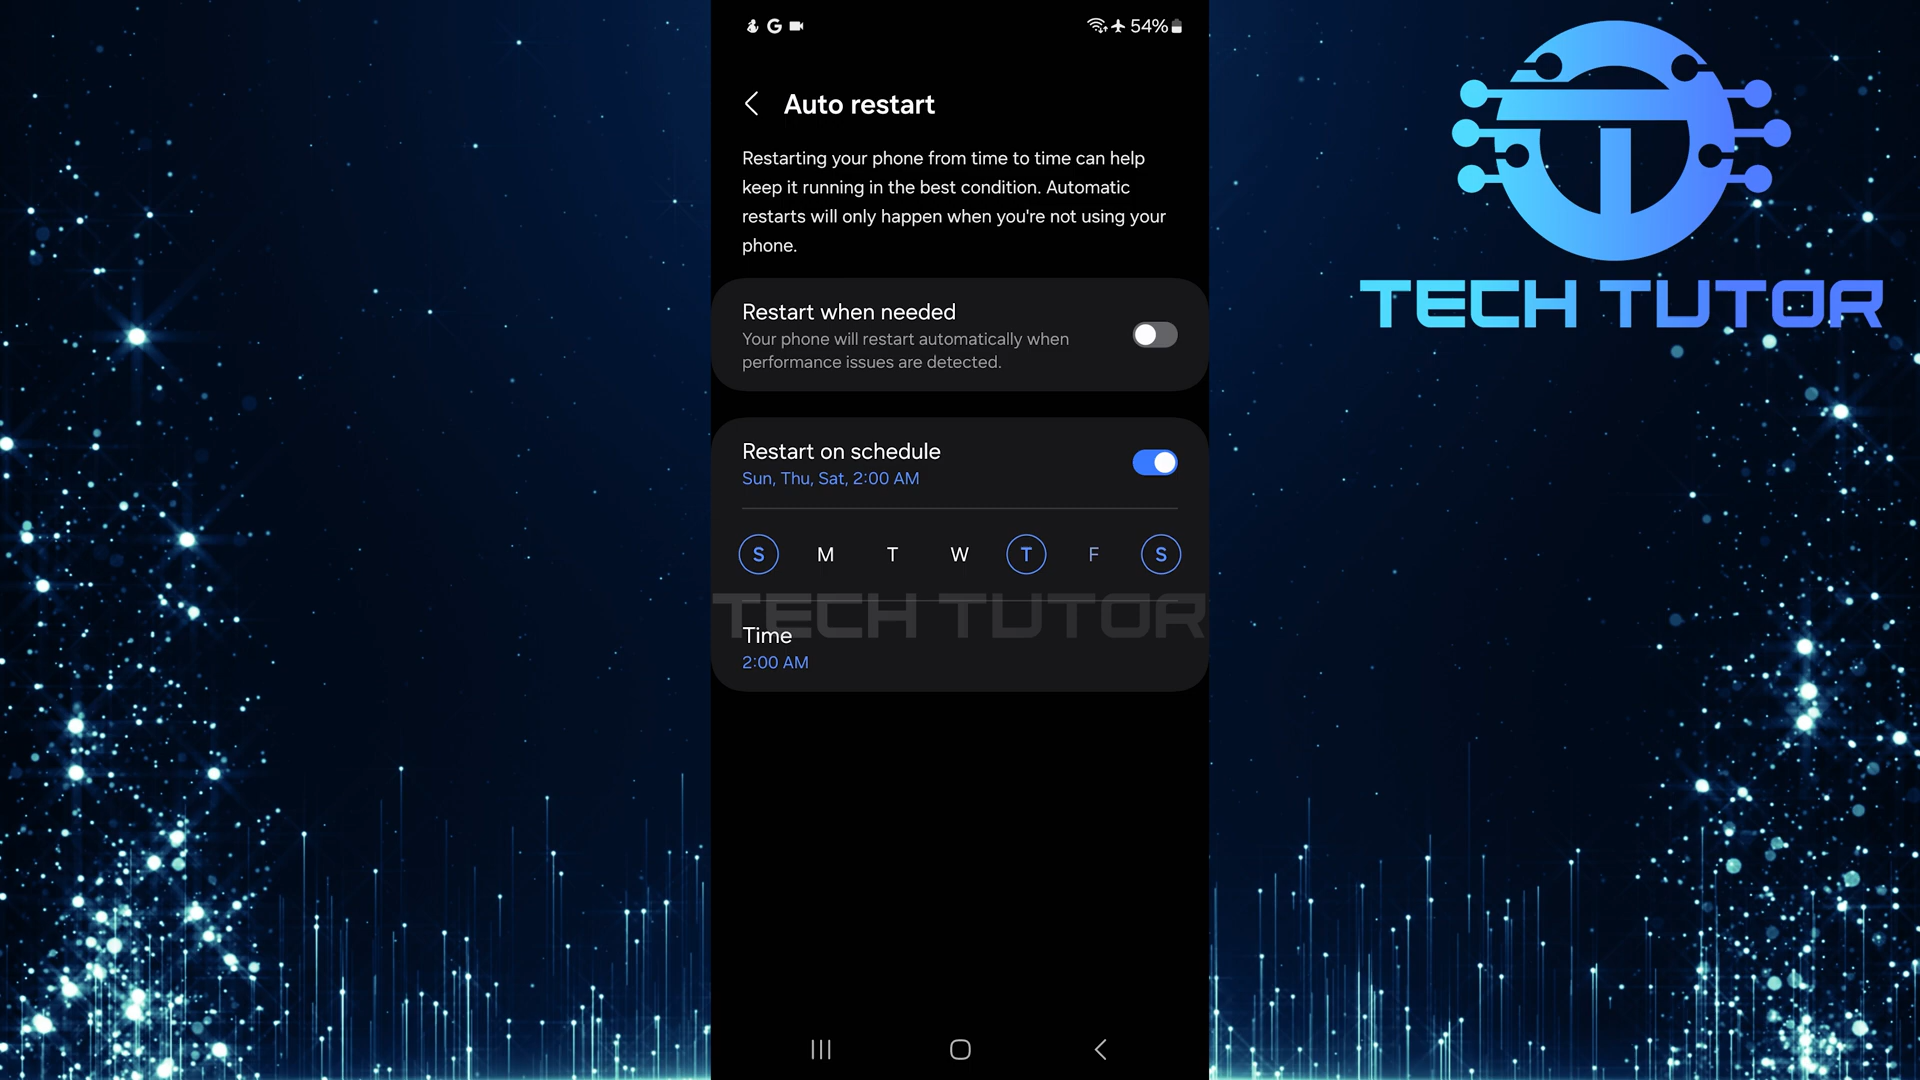 54%
Auto restart
Restarting your phone from time to time can help
keep it running in the best condition. Automatic
restarts will only happen when you're not using your
phone.
Restart when needed
Your phone will restart automatically when
performance issues are detected.
Restart on schedule
Sun, Thu, Sat, 2:00 AM
S M T W T F S
TECH TUTOR
Time
2:00 AM
TECH TUTOR